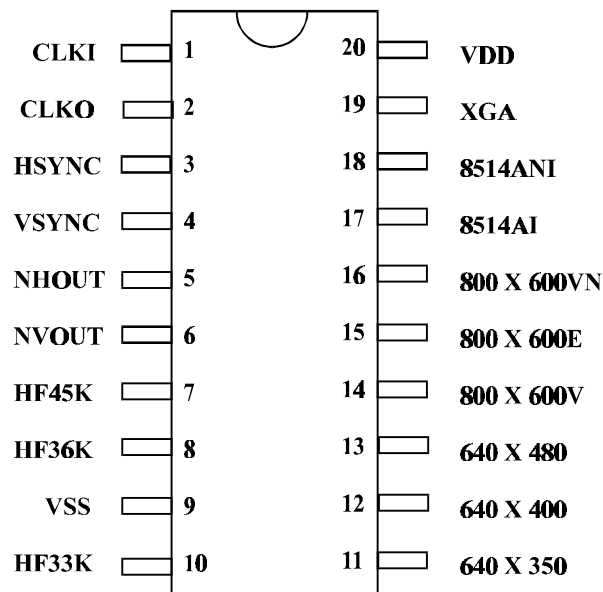 CLKI 1 20 VDD
CLKO 2 19 XGA
HSYNC 3 18 8514ANI
VSYNC 4 17 8514AI
NHOUT 5 16 800 X 600VN
NVOUT 6 15 800 X 600E
HF45K 7 14 800 X 600V
HF36K 8 13 640 X 480
VSS 9 12 640 X 400
HF33K 10 11 640 X 350